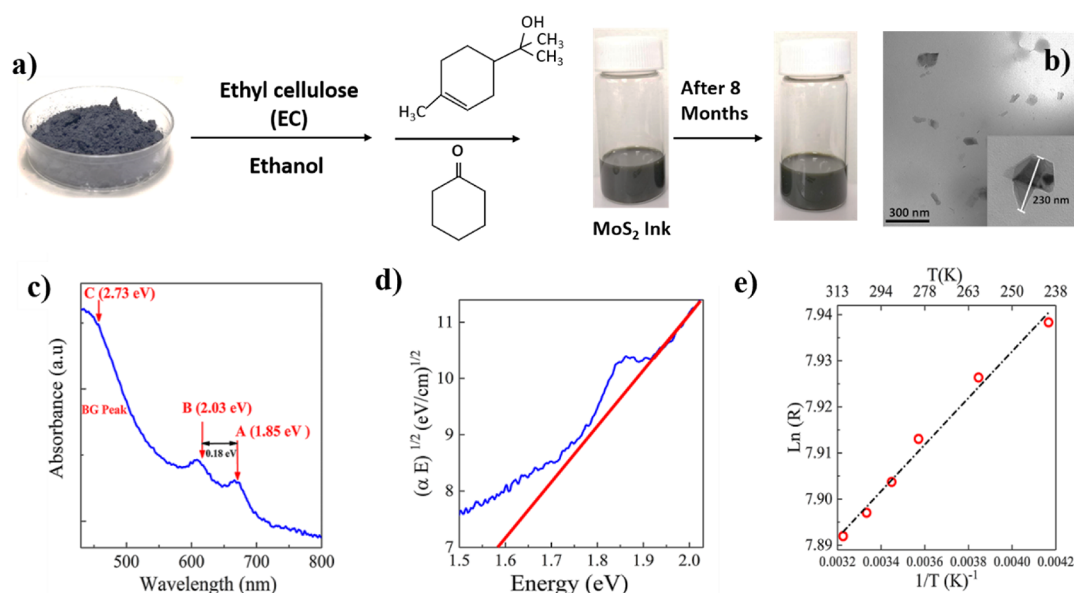 a)
Ethyl cellulose
(EC)
Ethanol
OH
CH3
CH3
H3C
O
MoS2 Ink
After 8
Months
b)
300 nm
230 nm
c)
C (2.73 eV)
BG Peak
B (2.03 eV)
A (1.85 eV )
0.18 eV
Absorbance (a.u)
500 600 700 800
Wavelength (nm)
d)
11
10
9
8
7
(α E) 1/2 (eV/cm)1/2
1.5 1.6 1.7 1.8 1.9 2.0
Energy (eV)
e)
T(K)
313 294 278 263 250 238
7.94
7.93
7.92
7.91
7.90
7.89
Ln (R)
0.0032 0.0034 0.0036 0.0038 0.0040 0.0042
1/T (K)-1